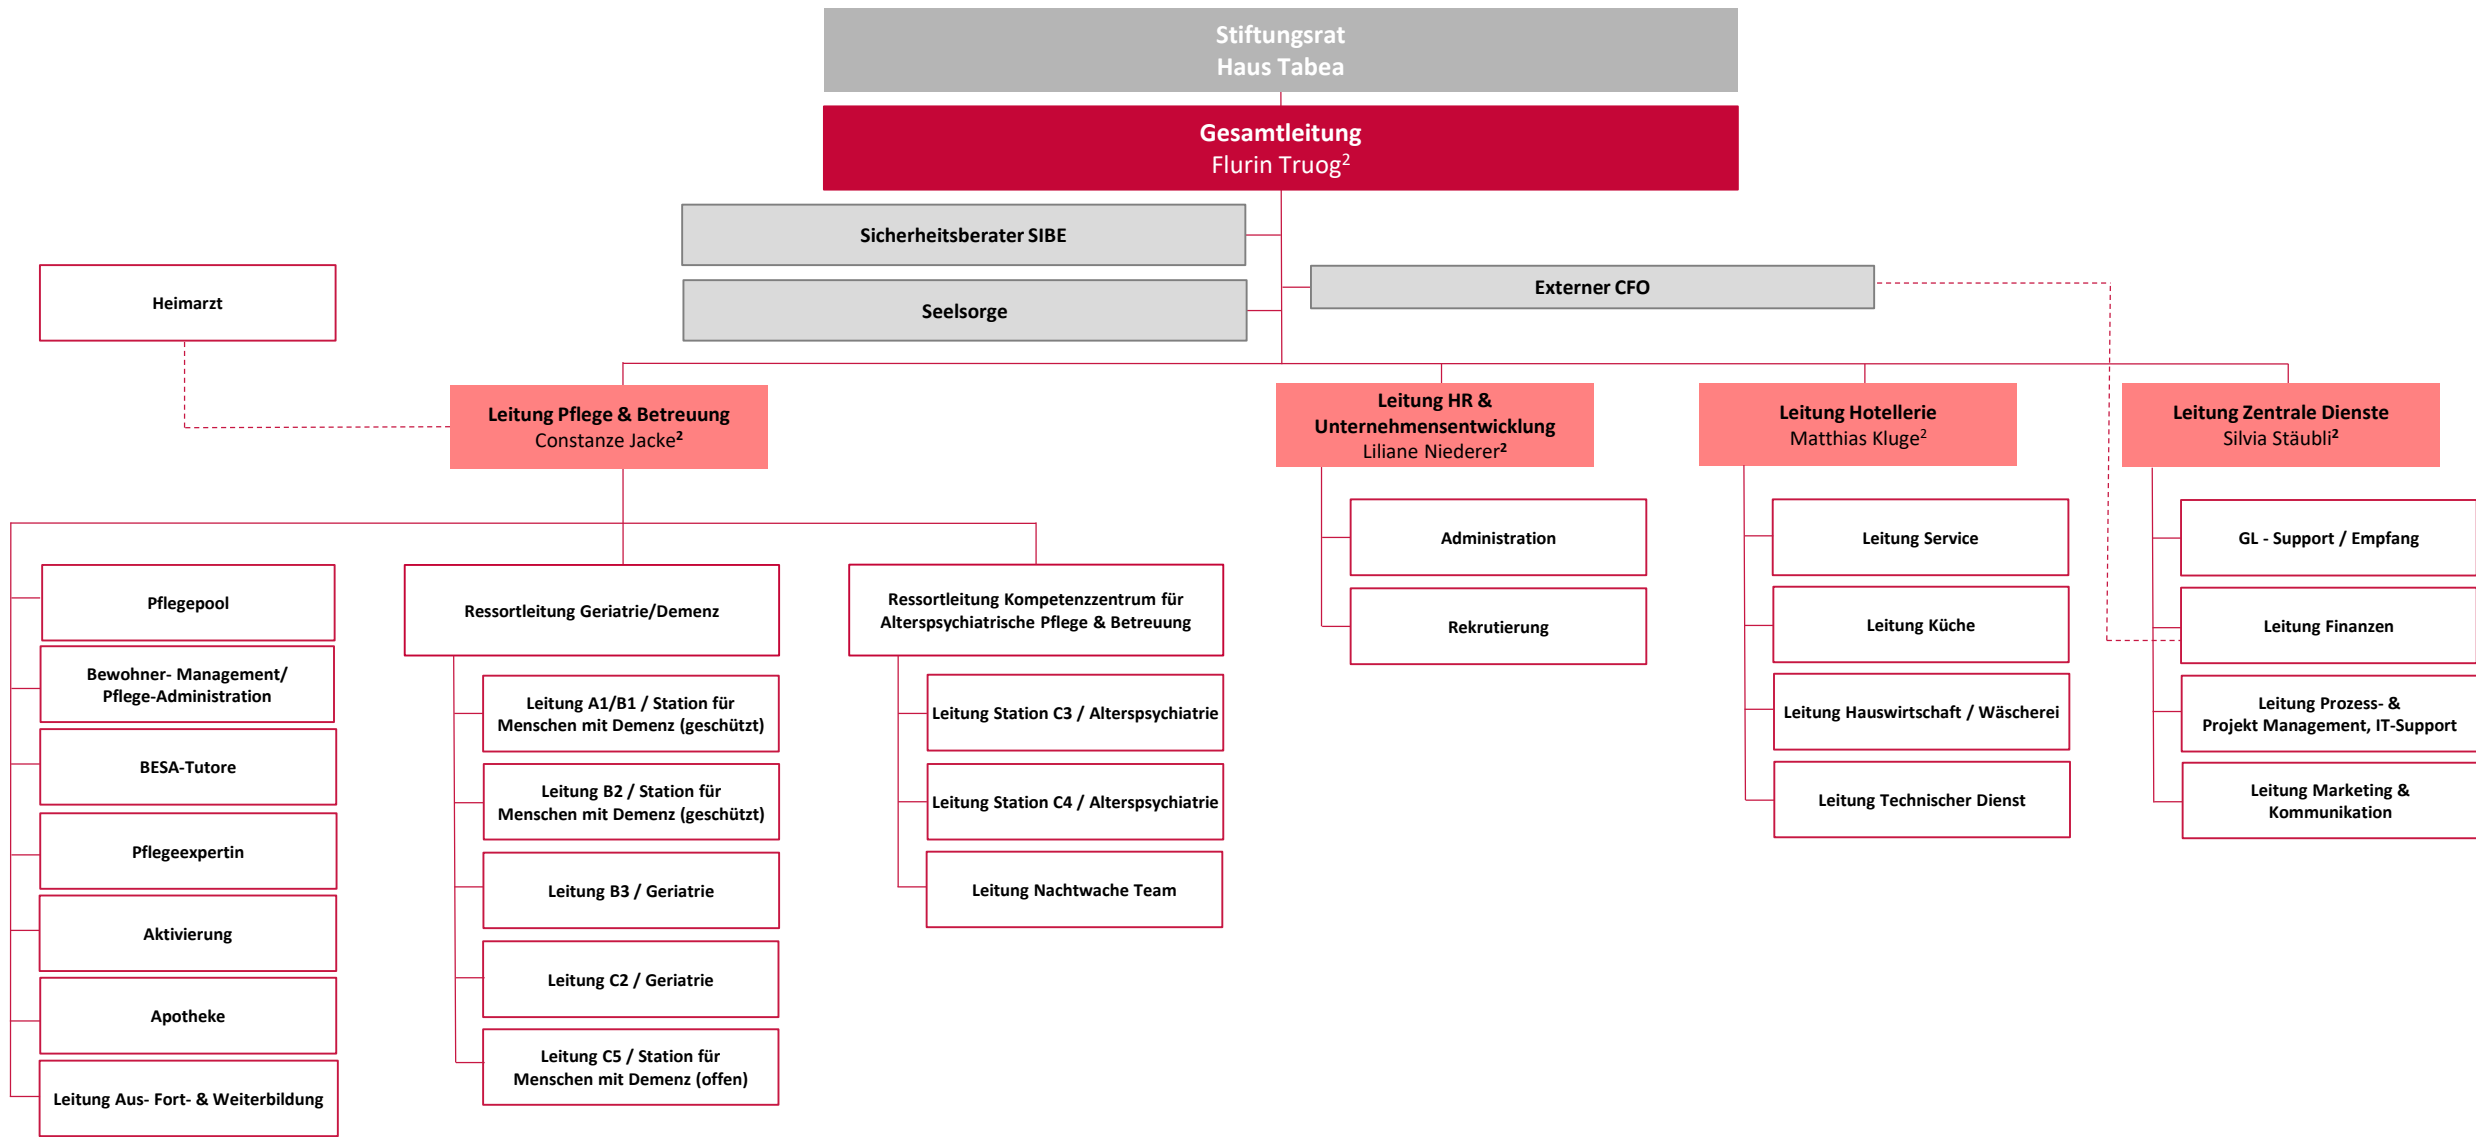 Stiftungsrat
Haus Tabea
Gesamtleitung
Flurin Truog²
Sicherheitsberater SIBE
Externer CFO
Heimarzt
Seelsorge
Leitung Pflege & Betreuung
Constanze Jacke²
Leitung HR &
Unternehmensentwicklung
Liliane Niederer²
Leitung Hotellerie
Matthias Kluge²
Leitung Zentrale Dienste
Silvia Stäubli²
Pflegepool
Bewohner- Management/
Pflege-Administration
BESA-Tutore
Pflegeexpertin
Aktivierung
Apotheke
Leitung Aus- Fort- & Weiterbildung
Ressortleitung Geriatrie/Demenz
Leitung A1/B1 / Station für
Menschen mit Demenz (geschützt)
Leitung B2 / Station für
Menschen mit Demenz (geschützt)
Leitung B3 / Geriatrie
Leitung C2 / Geriatrie
Leitung C5 / Station für
Menschen mit Demenz (offen)
Ressortleitung Kompetenzzentrum für
Alterspsychiatrische Pflege & Betreuung
Leitung Station C3 / Alterspsychiatrie
Leitung Station C4 / Alterspsychiatrie
Leitung Nachtwache Team
Administration
Rekrutierung
Leitung Service
Leitung Küche
Leitung Hauswirtschaft / Wäscherei
Leitung Technischer Dienst
GL - Support / Empfang
Leitung Finanzen
Leitung Prozess- &
Projekt Management, IT-Support
Leitung Marketing &
Kommunikation